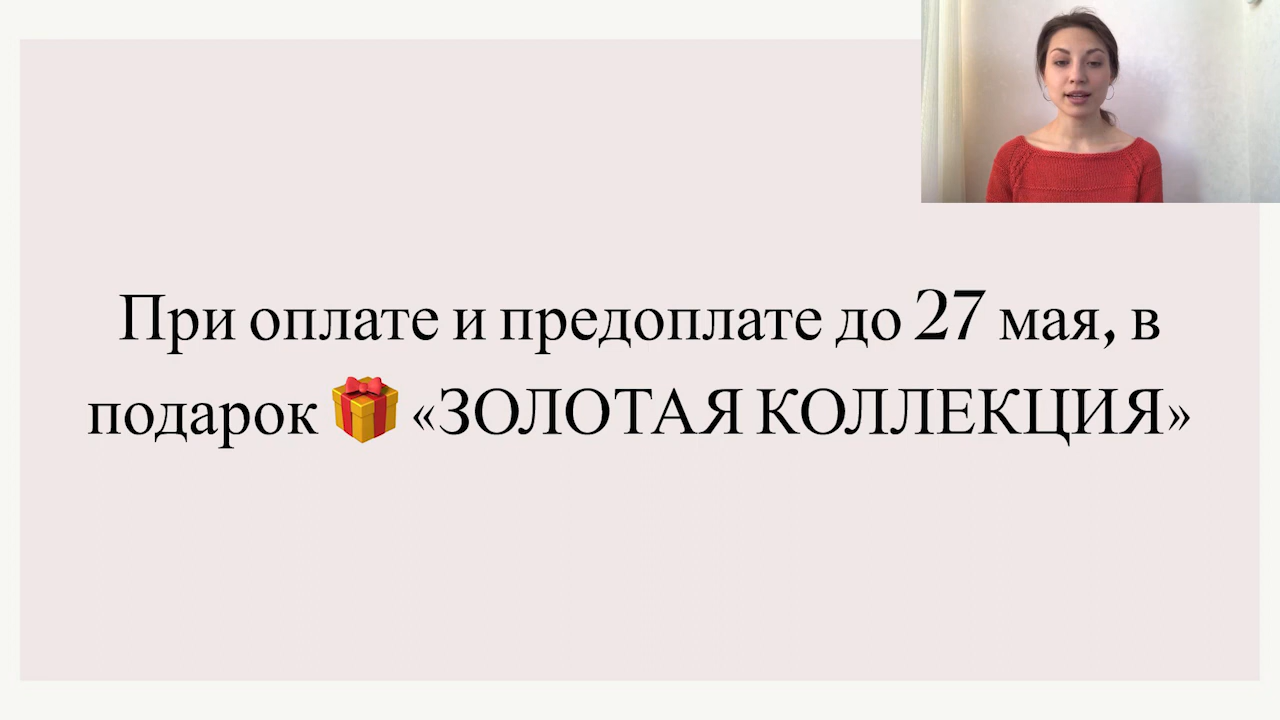 При оплате и предоплате до 27 мая, в
подарок 🎁 «ЗОЛОТАЯ КОЛЛЕКЦИЯ»